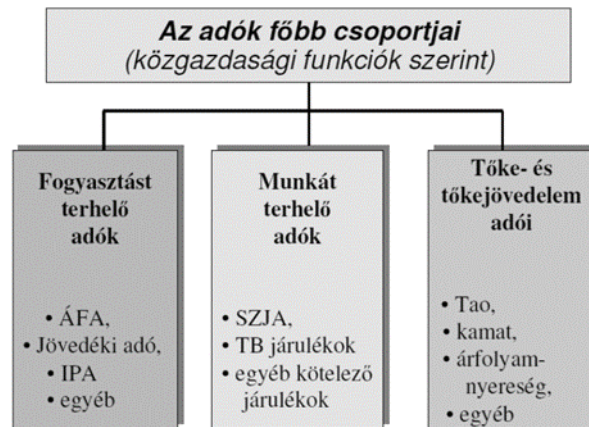 Az adók főbb csoportjai
(közgazdasági funkciók szerint)
Fogyasztást
terhelő
adók
• ÁFA,
• Jövedéki adó,
• IPA
• egyéb
Munkát
terhelő
adók
• SZJA,
• TB járulékok
• egyéb kötelező
járulékok
Tőke- és
tőkejövedelem
adói
• Tao,
• kamat,
• árfolyam-
nyereség,
• egyéb